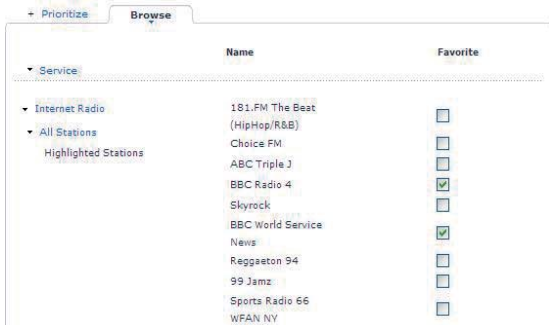 + Prioritize Browse
Name Favorite
Service
Internet Radio
All Stations
Highlighted Stations
181.FM The Beat
(HipHop/R&B)
Choice FM
ABC Triple J
BBC Radio 4
Skyrock
BBC World Service
News
Reggaeton 94
99 Jamz
Sports Radio 66
WFAN NY